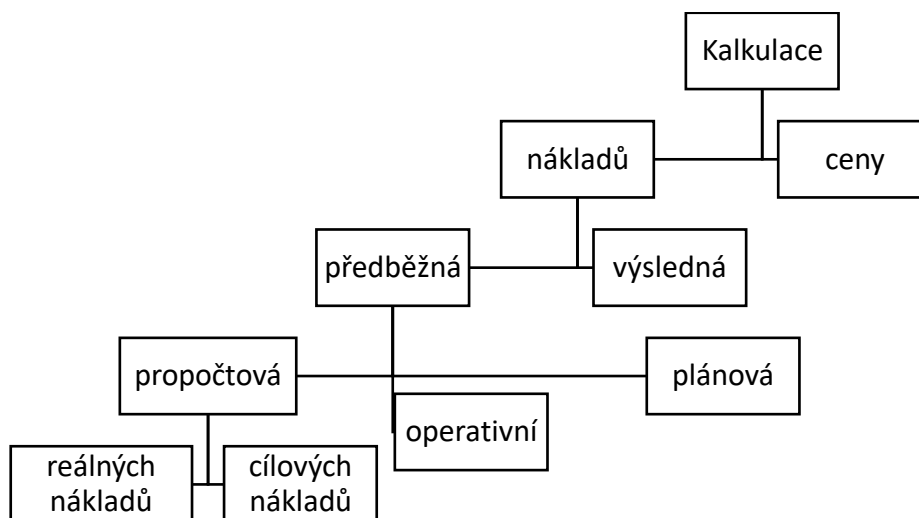 Kalkulace
nákladů
ceny
předběžná
výsledná
propočtová
plánová
operativní
reálných
nákladů
cílových
nákladů